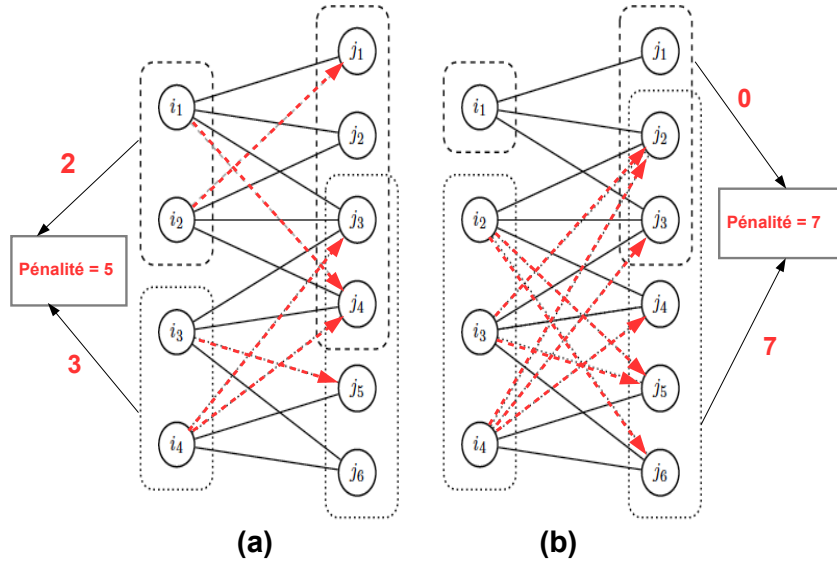 i1
i2
i3
i4
j1
j2
j3
j4
j5
j6
2
3
Pénalité = 5
(a)
i1
i2
i3
i4
j1
j2
j3
j4
j5
j6
0
7
Pénalité = 7
(b)